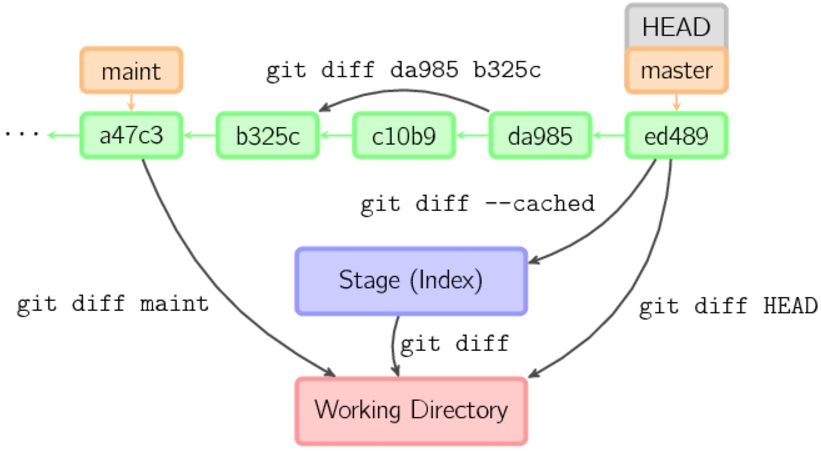 HEAD
maint
git diff da985 b325c
master
...
a47c3
b325c
c10b9
da985
ed489
git diff --cached
Stage (Index)
git diff maint
git diff HEAD
git diff
Working Directory